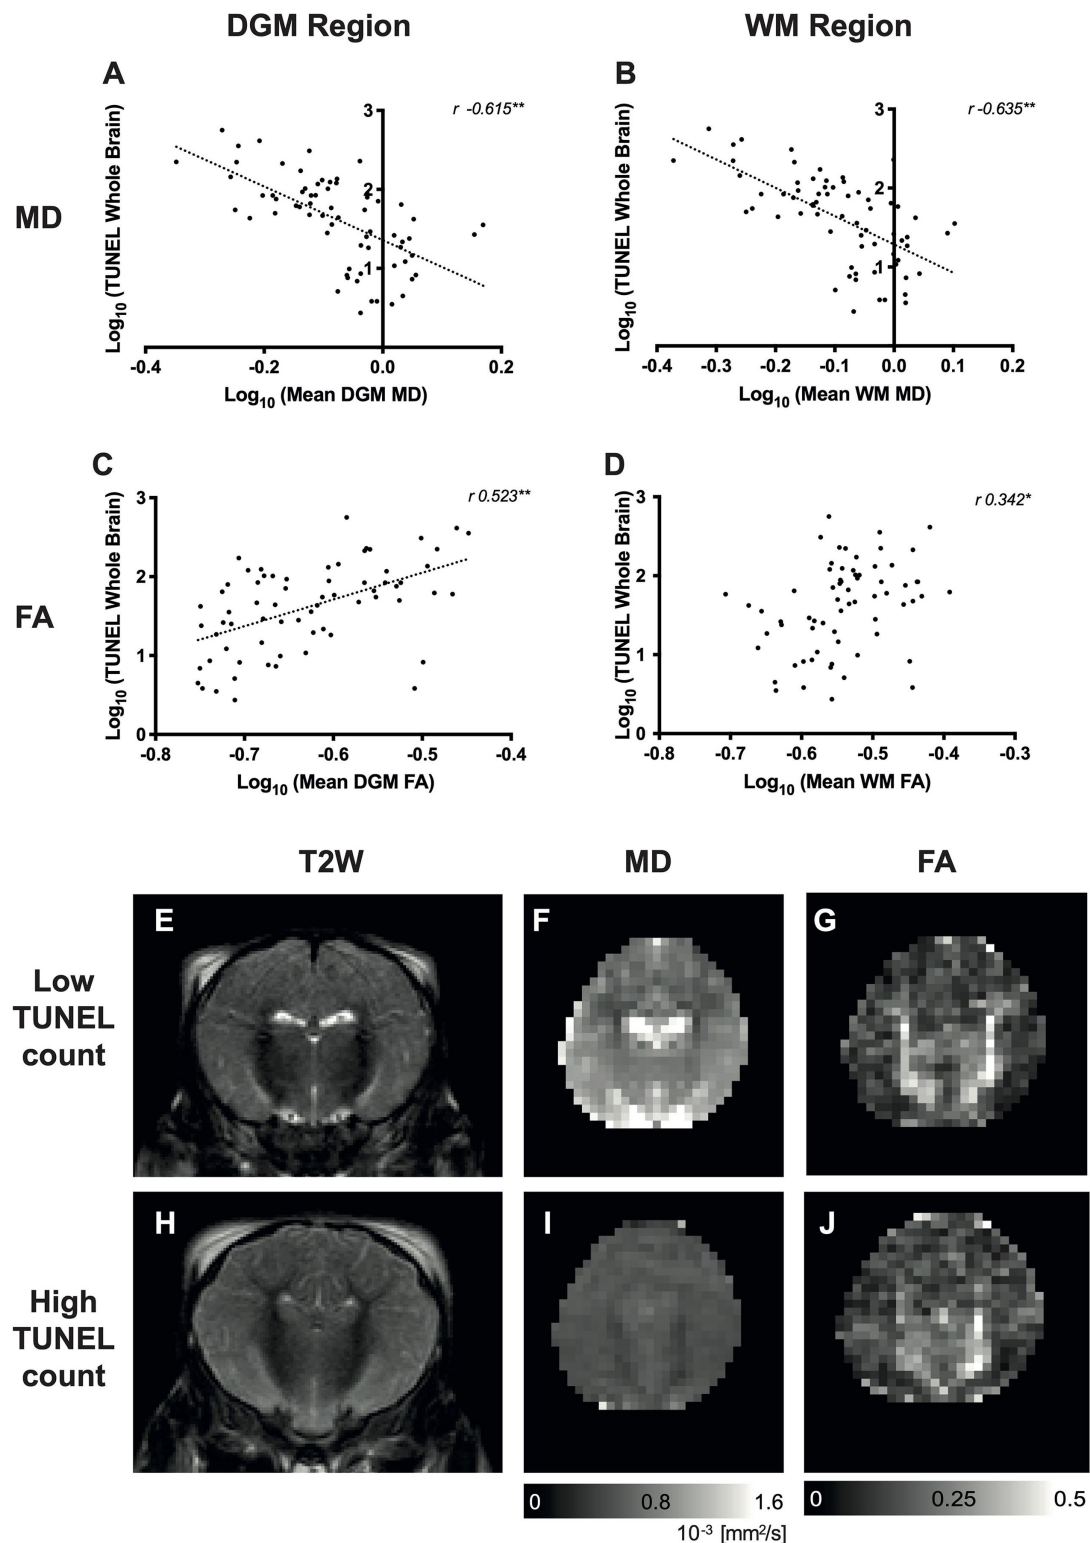 DGM Region WM Region
A B
MD
Log10 (TUNEL Whole Brain)
3
2
1
r -0.615**
-0.4 -0.2 0.0 0.2
Log10 (Mean DGM MD)
Log10 (TUNEL Whole Brain)
3
2
1
r -0.635**
-0.4 -0.3 -0.2 -0.1 0.0 0.1 0.2
Log10 (Mean WM MD)
C D
FA
Log10 (TUNEL Whole Brain)
3
2
1
0
r 0.523**
-0.8 -0.7 -0.6 -0.5 -0.4
Log10 (Mean DGM FA)
Log10 (TUNEL Whole Brain)
3
2
1
0
r 0.342*
-0.8 -0.7 -0.6 -0.5 -0.4 -0.3
Log10 (Mean WM FA)
T2W MD FA
E F G
Low
TUNEL
count
H I J
High
TUNEL
count
0 0.8 1.6
10-3 [mm2/s]
0 0.25 0.5